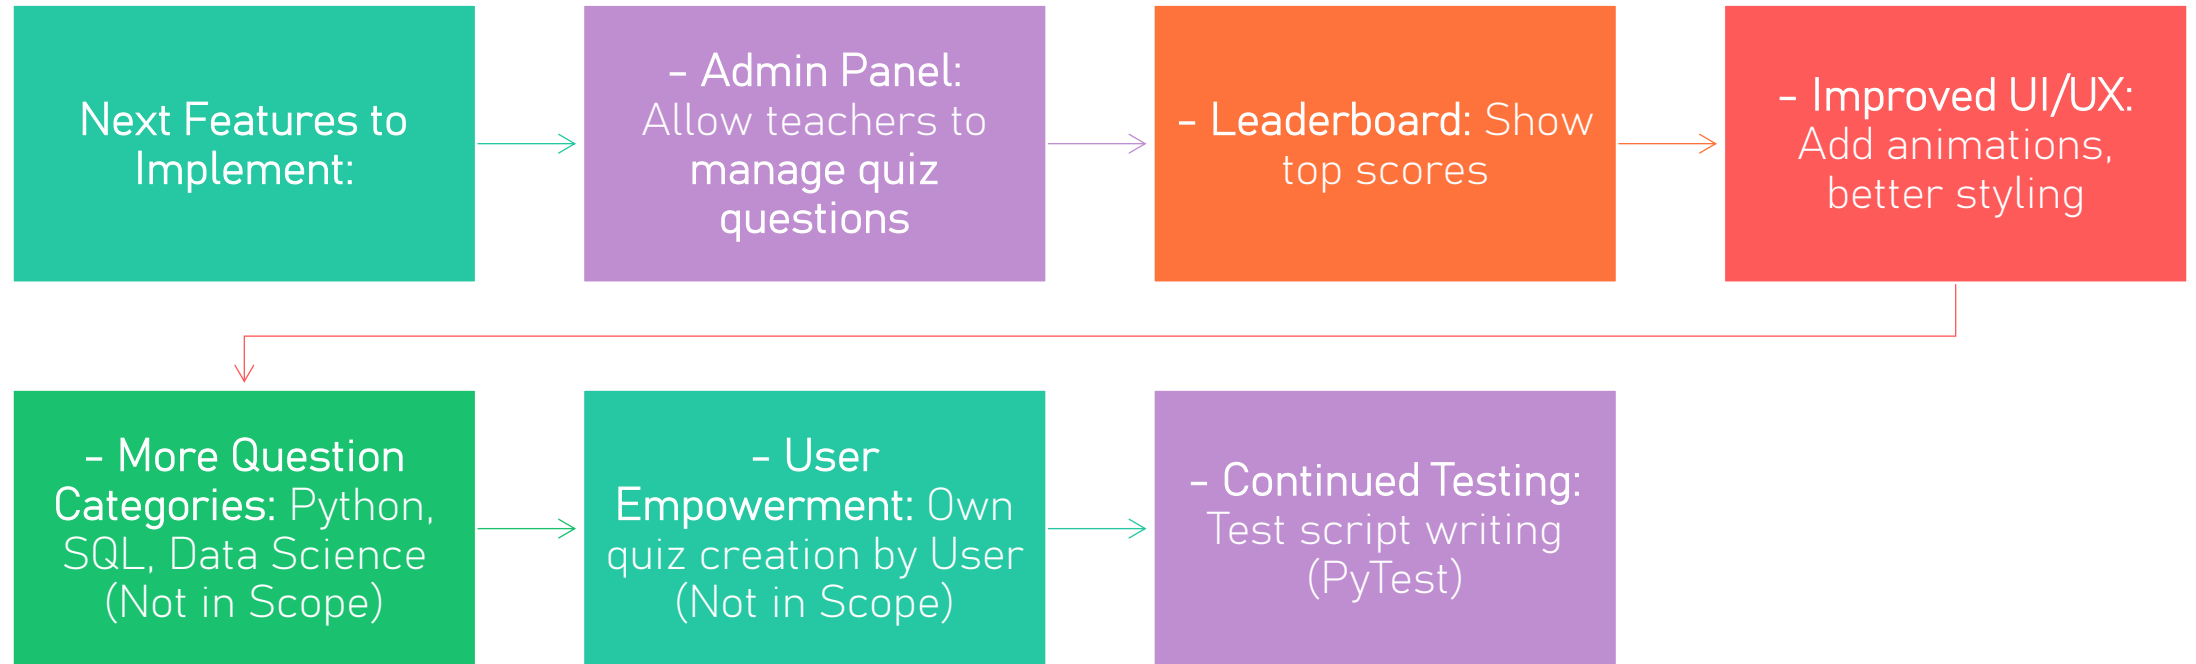 Next Features to
Implement:
- Admin Panel:
Allow teachers to
manage quiz
questions
- Leaderboard: Show
top scores
- Improved UI/UX:
Add animations,
better styling
- More Question
Categories: Python,
SQL, Data Science
(Not in Scope)
- User
Empowerment: Own
quiz creation by User
(Not in Scope)
- Continued Testing:
Test script writing
(PyTest)